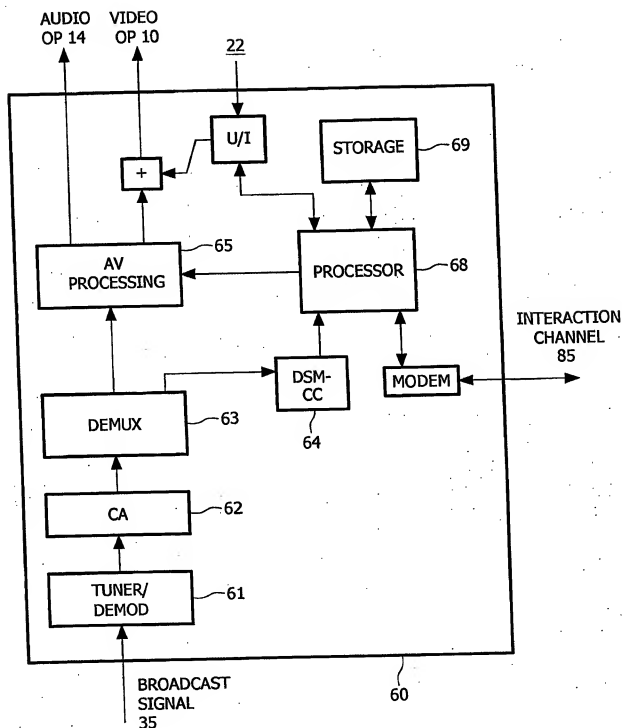 AUDIO
OP 14
VIDEO
OP 10
22
U/I
STORAGE
69
+
65
AV
PROCESSING
PROCESSOR
68
INTERACTION
CHANNEL
85
DSM-
CC
64
MODEM
DEMUX
63
CA
62
TUNER/
DEMOD
61
BROADCAST
SIGNAL
35
60